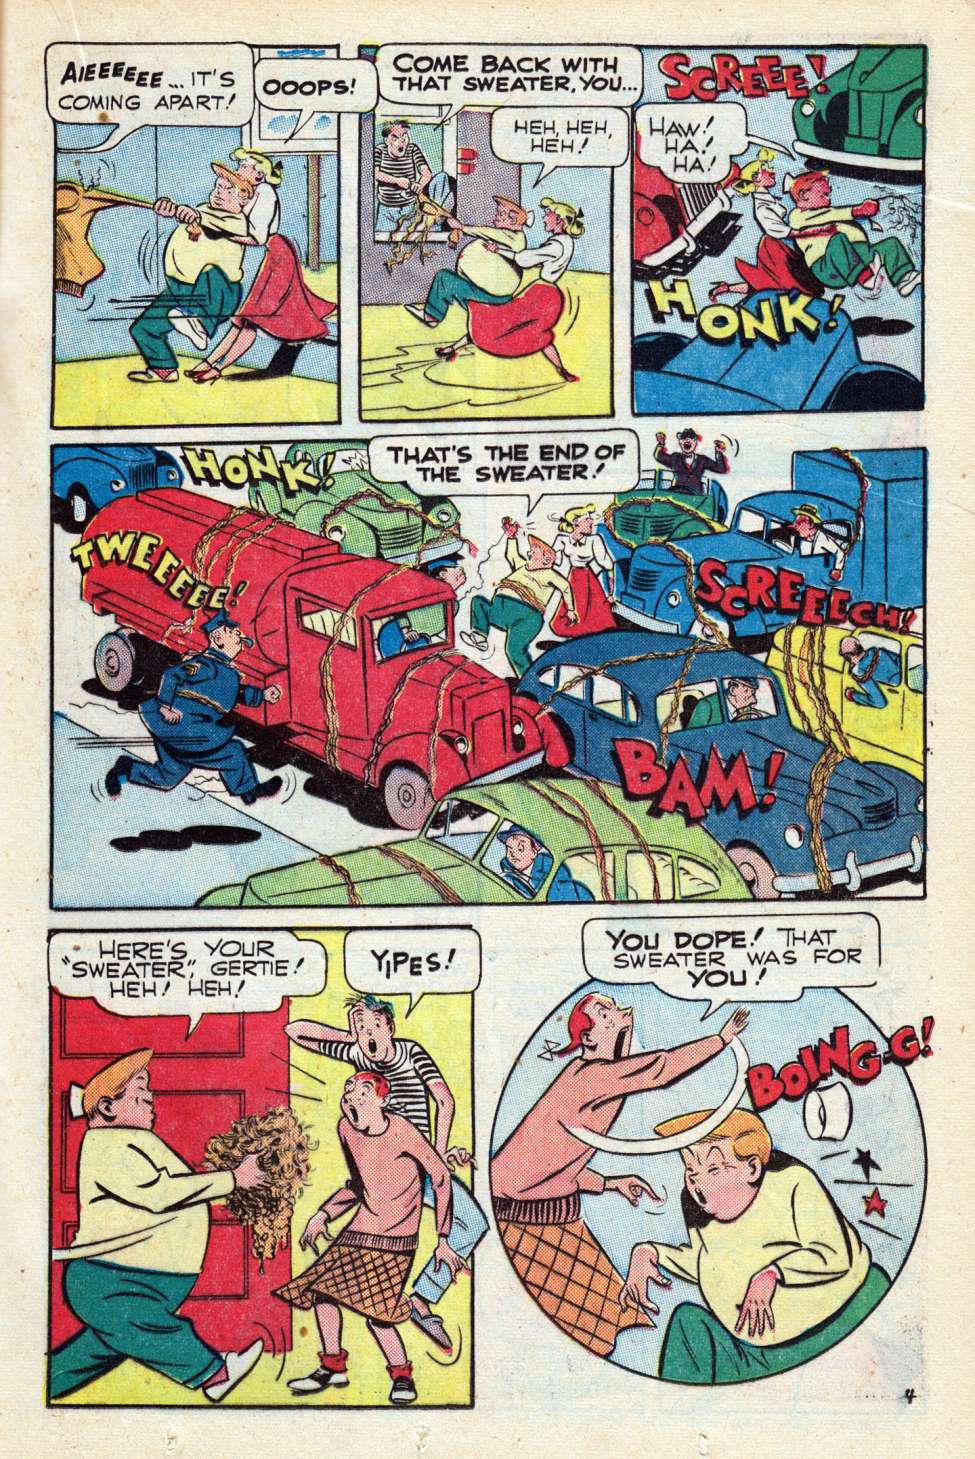 AIEEEEEE... IT'S
COMING APART!
OOOPS!
COME BACK WITH
THAT SWEATER, YOU...
HEH, HEH,
HEH!
SCREEE!
HAW!
HA!
HA!
HONK!
HONK!
THAT'S THE END OF
THE SWEATER!
TWEEEEEE!
SCREEEECH!
BAM!
HERE'S YOUR
"SWEATER", GERTIE!
HEH! HEH!
YIPES!
YOU DOPE! THAT
SWEATER WAS FOR
YOU!
BOING-G!
4